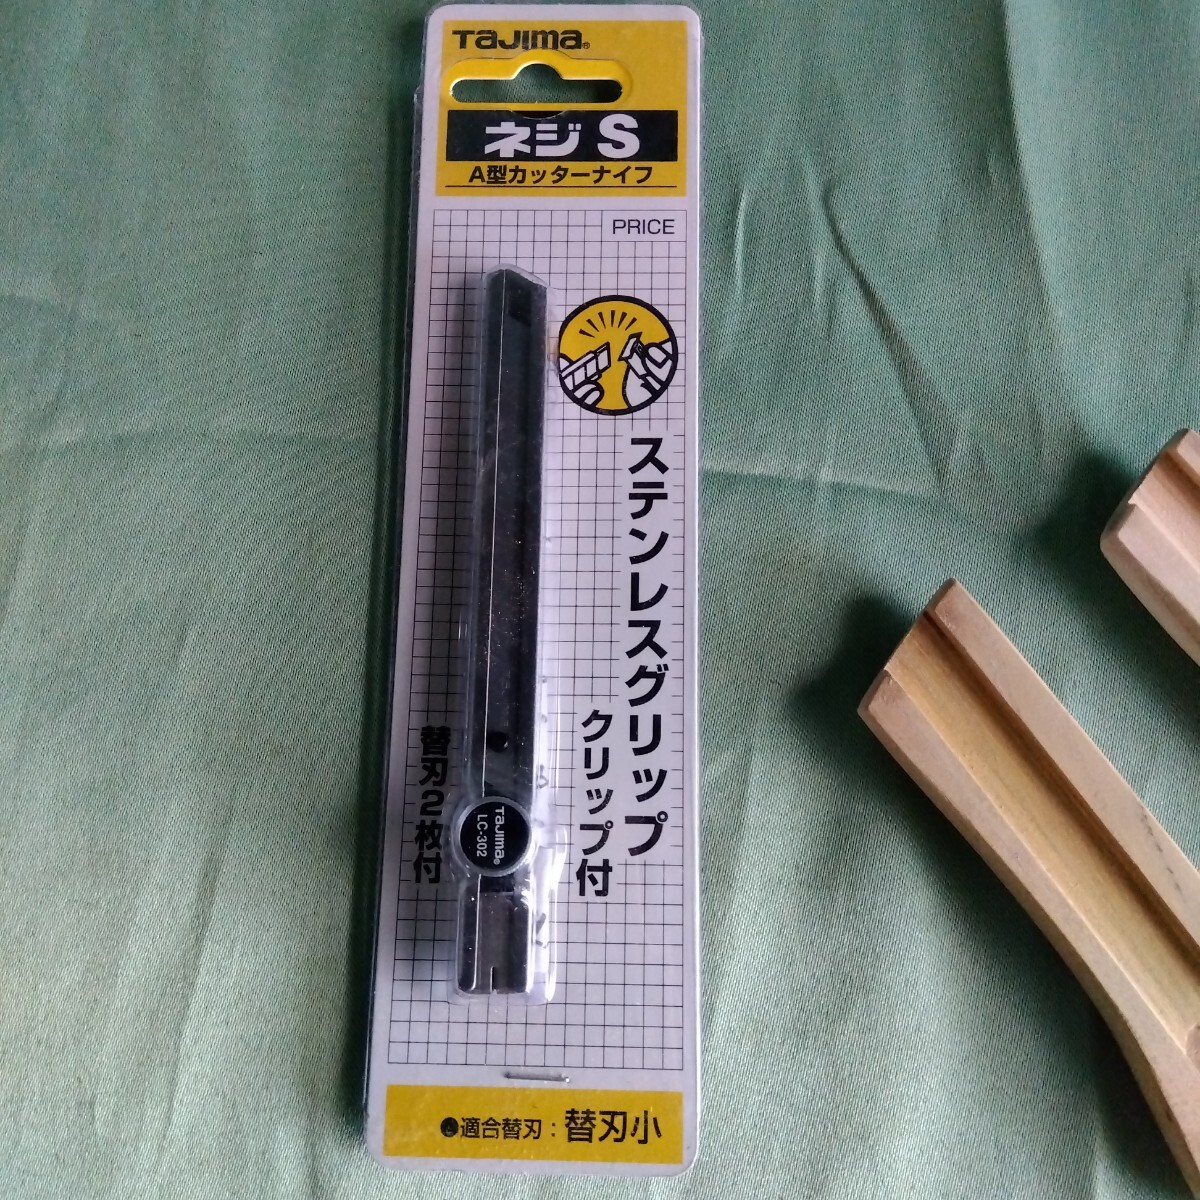 TaJIma®
ネジ S
A型カッターナイフ
PRICE
ステンレスグリップ
クリップ付
替刃2枚付
TaJIma®
LC-302
適合替刃：替刃小